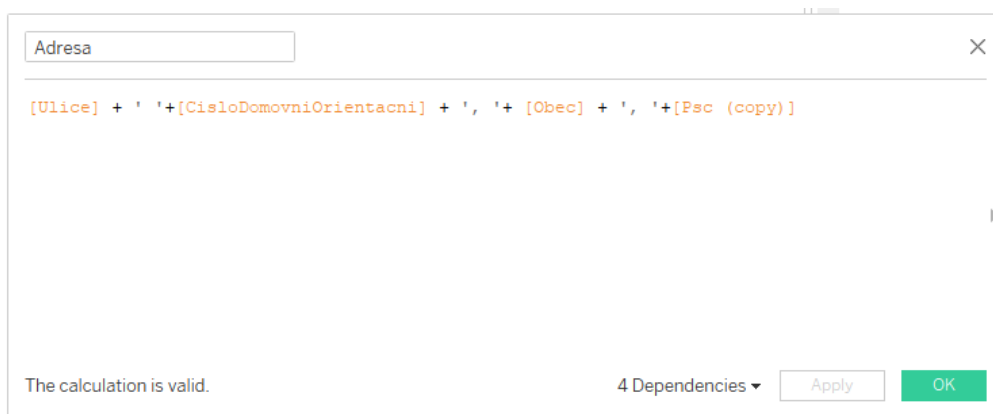 Adresa
[Ulice] + ' '+[CisloDomovniOrientacni] + ', '+ [Obec] + ', '+[Psc (copy)]
The calculation is valid.
4 Dependencies
Apply
OK